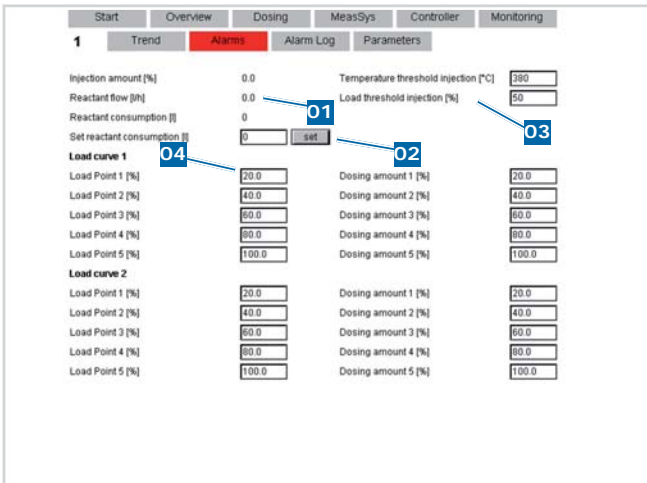 Start Overview Dosing MeasSys Controller Monitoring
1 Trend Alarms Alarm Log Parameters
Injection amount [%] 0.0 Temperature threshold injection [°C] 380
Reactant flow [l/h] 0.0 01 Load threshold injection [%] 50
Reactant consumption [l] 0 03
Set reactant consumption [l] 0 set 02
Load curve 1 04
Load Point 1 [%] 20.0 Dosing amount 1 [%] 20.0
Load Point 2 [%] 40.0 Dosing amount 2 [%] 40.0
Load Point 3 [%] 60.0 Dosing amount 3 [%] 60.0
Load Point 4 [%] 80.0 Dosing amount 4 [%] 80.0
Load Point 5 [%] 100.0 Dosing amount 5 [%] 100.0
Load curve 2
Load Point 1 [%] 20.0 Dosing amount 1 [%] 20.0
Load Point 2 [%] 40.0 Dosing amount 2 [%] 40.0
Load Point 3 [%] 60.0 Dosing amount 3 [%] 60.0
Load Point 4 [%] 80.0 Dosing amount 4 [%] 80.0
Load Point 5 [%] 100.0 Dosing amount 5 [%] 100.0